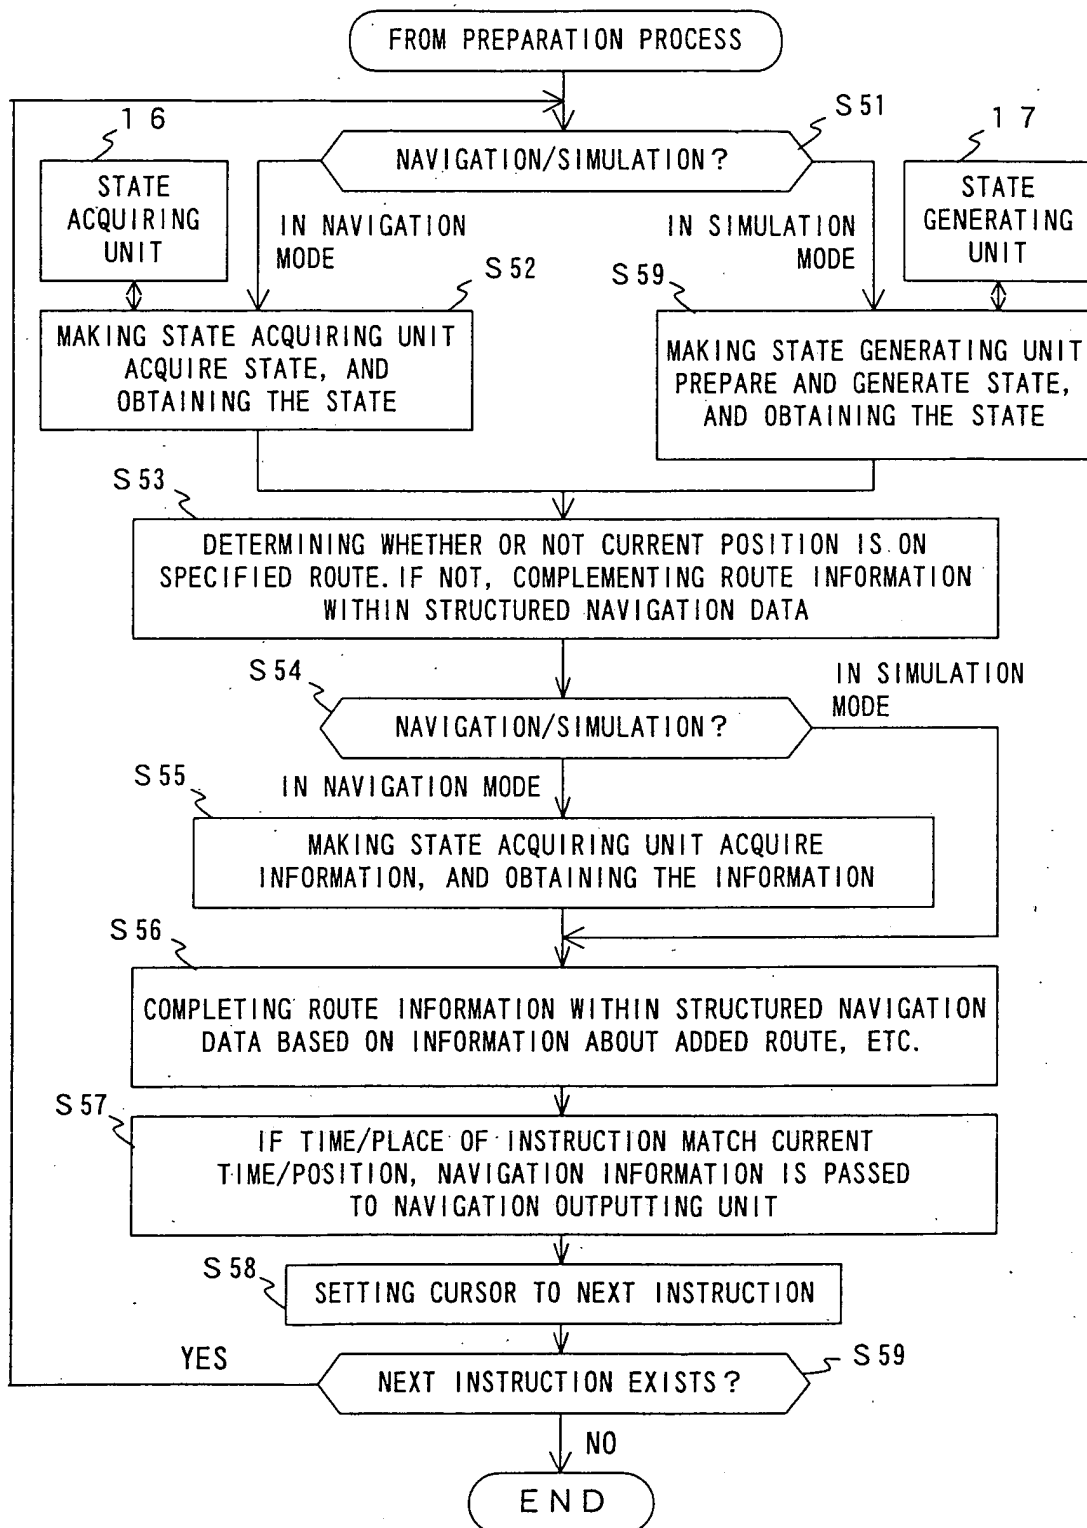 FROM PREPARATION PROCESS
S51
NAVIGATION/SIMULATION?
16
STATE
ACQUIRING
UNIT
17
STATE
GENERATING
UNIT
IN NAVIGATION
MODE
IN SIMULATION
MODE
S52
MAKING STATE ACQUIRING UNIT
ACQUIRE STATE, AND
OBTAINING THE STATE
S59
MAKING STATE GENERATING UNIT
PREPARE AND GENERATE STATE,
AND OBTAINING THE STATE
S53
DETERMINING WHETHER OR NOT CURRENT POSITION IS ON
SPECIFIED ROUTE. IF NOT, COMPLEMENTING ROUTE INFORMATION
WITHIN STRUCTURED NAVIGATION DATA
S54
NAVIGATION/SIMULATION?
IN SIMULATION
MODE
S55
IN NAVIGATION MODE
MAKING STATE ACQUIRING UNIT ACQUIRE
INFORMATION, AND OBTAINING THE INFORMATION
S56
COMPLETING ROUTE INFORMATION WITHIN STRUCTURED NAVIGATION
DATA BASED ON INFORMATION ABOUT ADDED ROUTE, ETC.
S57
IF TIME/PLACE OF INSTRUCTION MATCH CURRENT
TIME/POSITION, NAVIGATION INFORMATION IS PASSED
TO NAVIGATION OUTPUTTING UNIT
S58
SETTING CURSOR TO NEXT INSTRUCTION
YES
S59
NEXT INSTRUCTION EXISTS?
NO
END